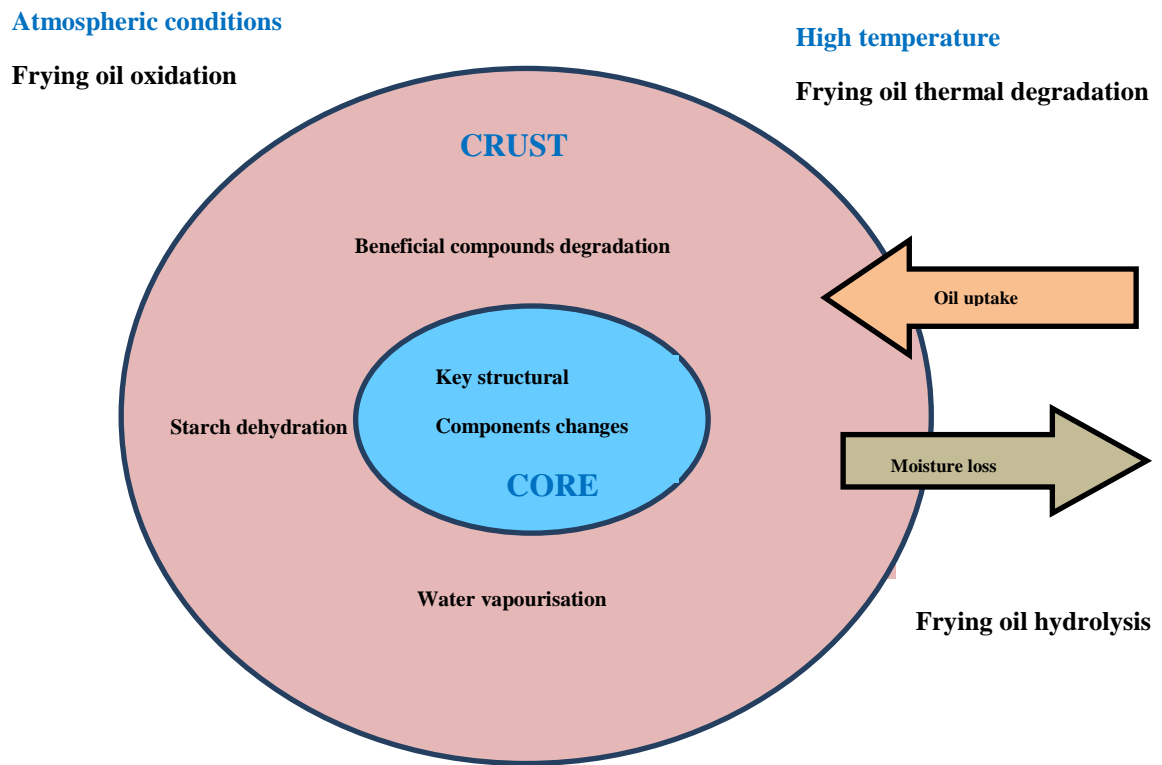 Atmospheric conditions
Frying oil oxidation
High temperature
Frying oil thermal degradation
CRUST
Beneficial compounds degradation
Oil uptake
Key structural
Components changes
Starch dehydration
CORE
Moisture loss
Water vapourisation
Frying oil hydrolysis